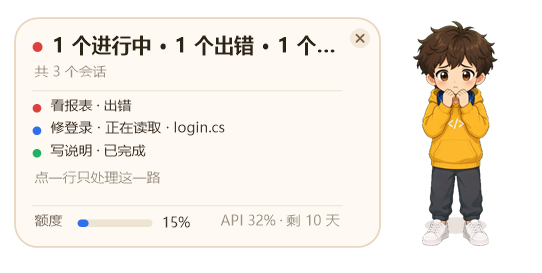 1 个进行中 • 1 个出错 • 1 个…
共 3 个会话
看报表 · 出错
修登录 · 正在读取 · login.cs
写说明 · 已完成
点一行只处理这一路
额度 15% API 32% · 剩 10 天
</>